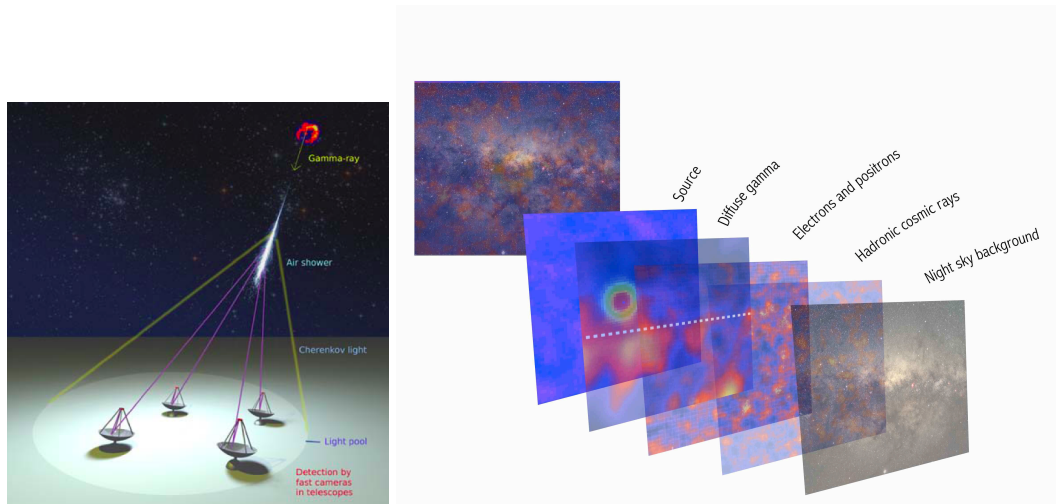 Gamma-ray
Air shower
Cherenkov light
Light pool
Detection by
fast cameras
in telescopes
Source
Diffuse gamma
Electrons and positrons
Hadronic cosmic rays
Night sky background